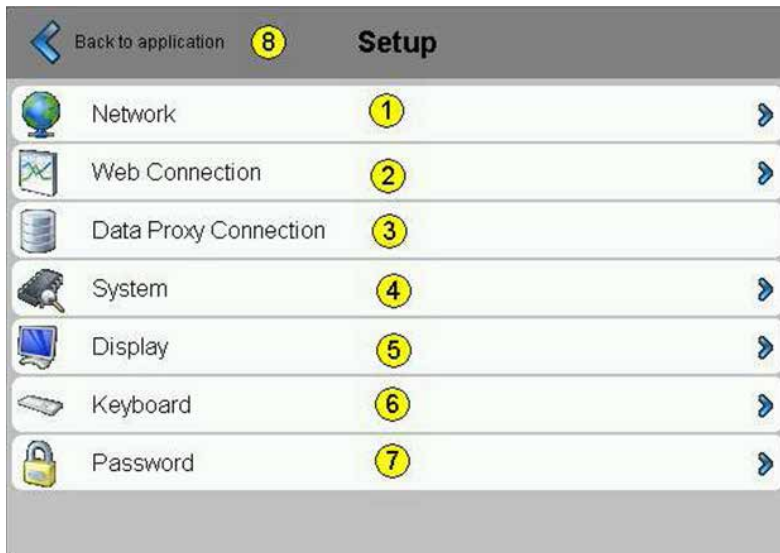 Back to application 8 Setup
Network 1
Web Connection 2
Data Proxy Connection 3
System 4
Display 5
Keyboard 6
Password 7